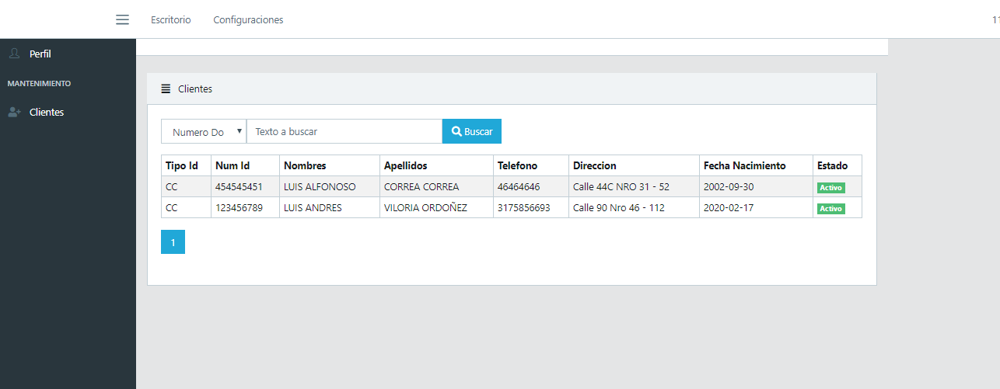 Escritorio Configuraciones 11
Perfil
MANTENIMIENTO
Clientes
Clientes
Numero Do Texto a buscar Buscar
Tipo Id Num Id Nombres Apellidos Telefono Direccion Fecha Nacimiento Estado
CC 454545451 LUIS ALFONOSO CORREA CORREA 46464646 Calle 44C NRO 31 - 52 2002-09-30 Activo
CC 123456789 LUIS ANDRES VILORIA ORDOÑEZ 3175856693 Calle 90 Nro 46 - 112 2020-02-17 Activo
1